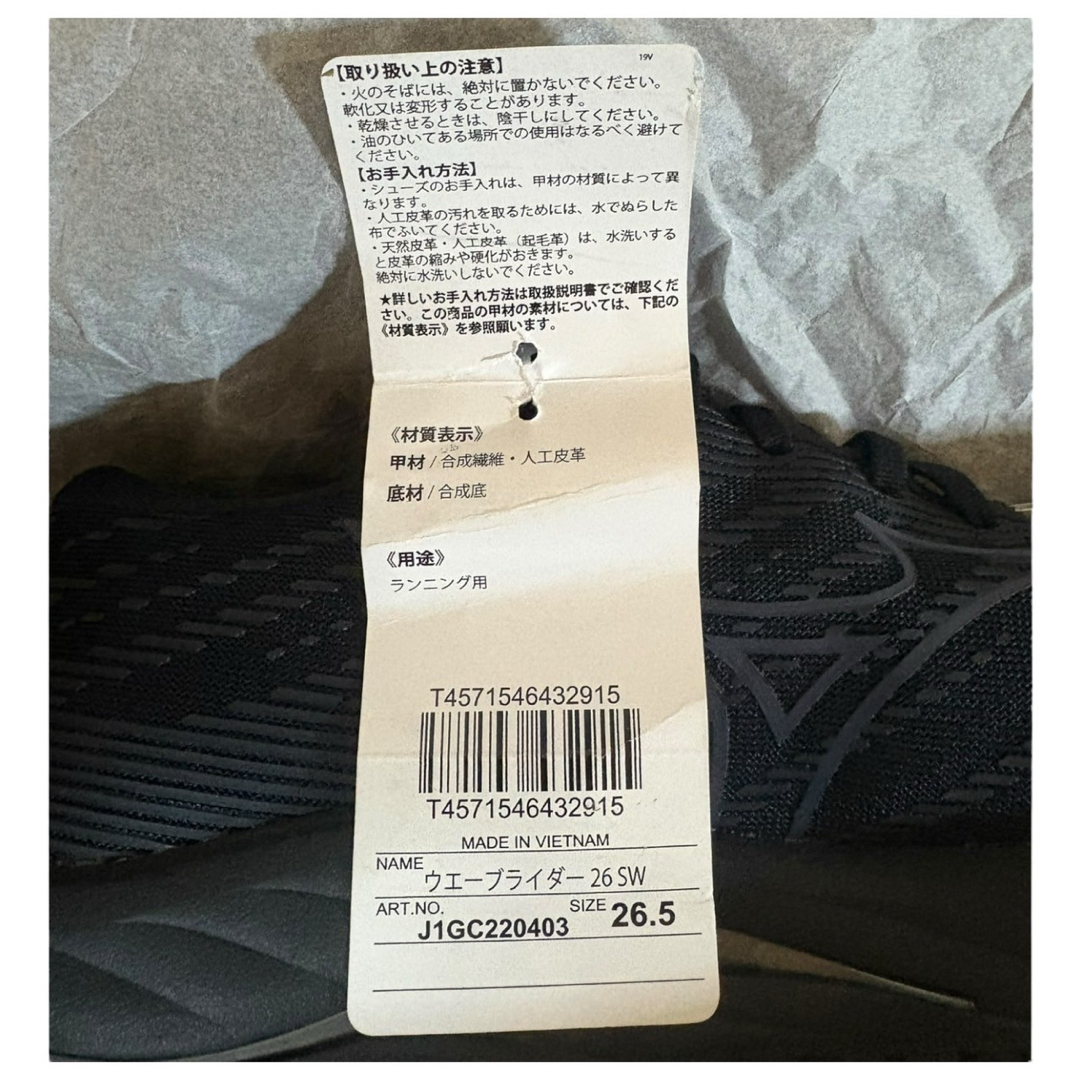 【取り扱い上の注意】
19V
・火のそばには、絶対に置かないでください。
軟化又は変形することがあります。
・乾燥させるときは、陰干しにしてください。
・油のひいてある場所での使用はなるべく避けて
ください。
【お手入れ方法】
・シューズのお手入れは、甲材の材質によって異
なります。
・人工皮革の汚れを取るためには、水でぬらした
布でふいてください。
・天然皮革・人工皮革（起毛革）は、水洗いする
と皮革の縮みや硬化がおきます。
絶対に水洗いしないでください。
★詳しいお手入れ方法は取扱説明書でご確認くだ
さい。この商品の甲材の素材については、下記の
《材質表示》を参照願います。
《材質表示》
甲材 / 合成繊維・人工皮革
底材 / 合成底
《用途》
ランニング用
T4571546432915
T4571546432915
MADE IN VIETNAM
NAME ウエーブライダー 26 SW
ART.NO. J1GC220403 SIZE 26.5